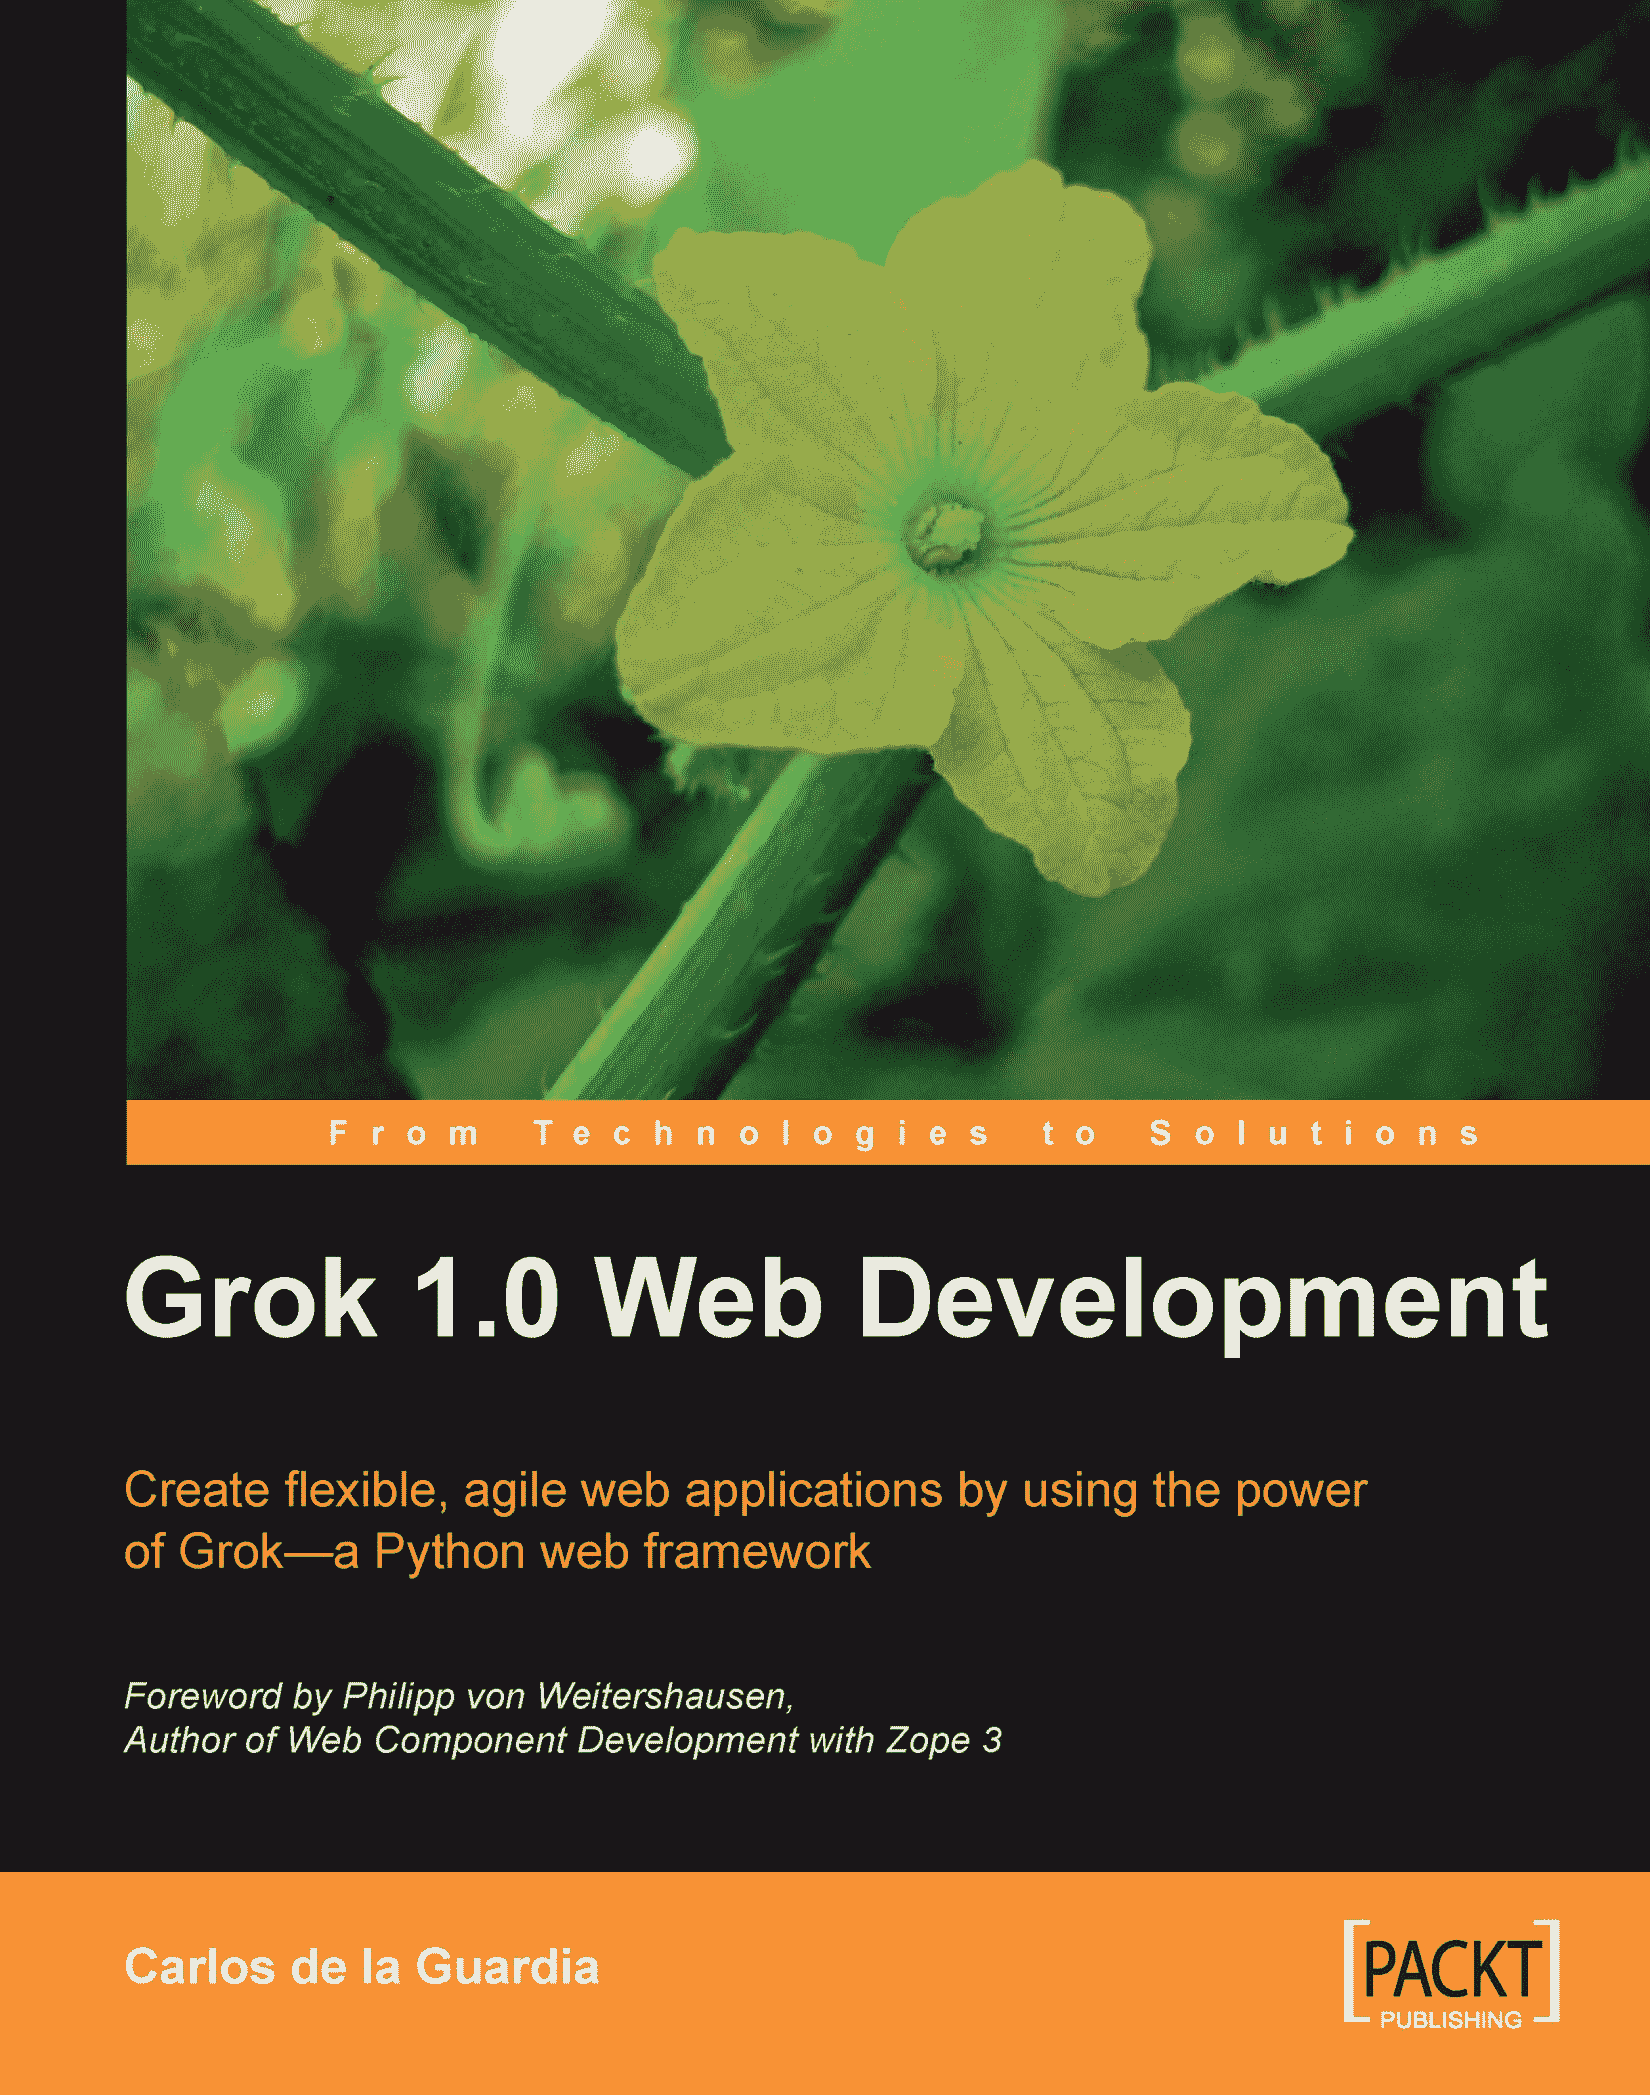 From Technologies to Solutions
Grok 1.0 Web Development
Create flexible, agile web applications by using the power
of Grok—a Python web framework
Foreword by Philipp von Weitershausen,
Author of Web Component Development with Zope 3
Carlos de la Guardia
PACKT
PUBLISHING